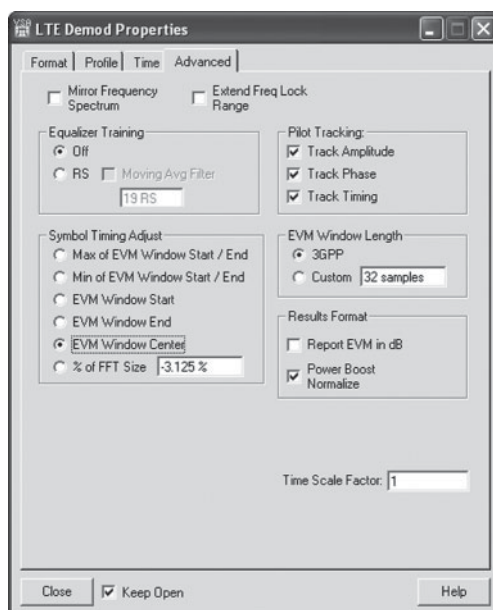 VSA LTE Demod Properties
Format Profile Time Advanced
Mirror Frequency Spectrum
Extend Freq Lock Range
Equalizer Training
Off
RS Moving Avg Filter
19 RS
Pilot Tracking:
Track Amplitude
Track Phase
Track Timing
Symbol Timing Adjust
Max of EVM Window Start / End
Min of EVM Window Start / End
EVM Window Start
EVM Window End
EVM Window Center
% of FFT Size -3.125 %
EVM Window Length
3GPP
Custom 32 samples
Results Format
Report EVM in dB
Power Boost Normalize
Time Scale Factor: 1
Close Keep Open Help